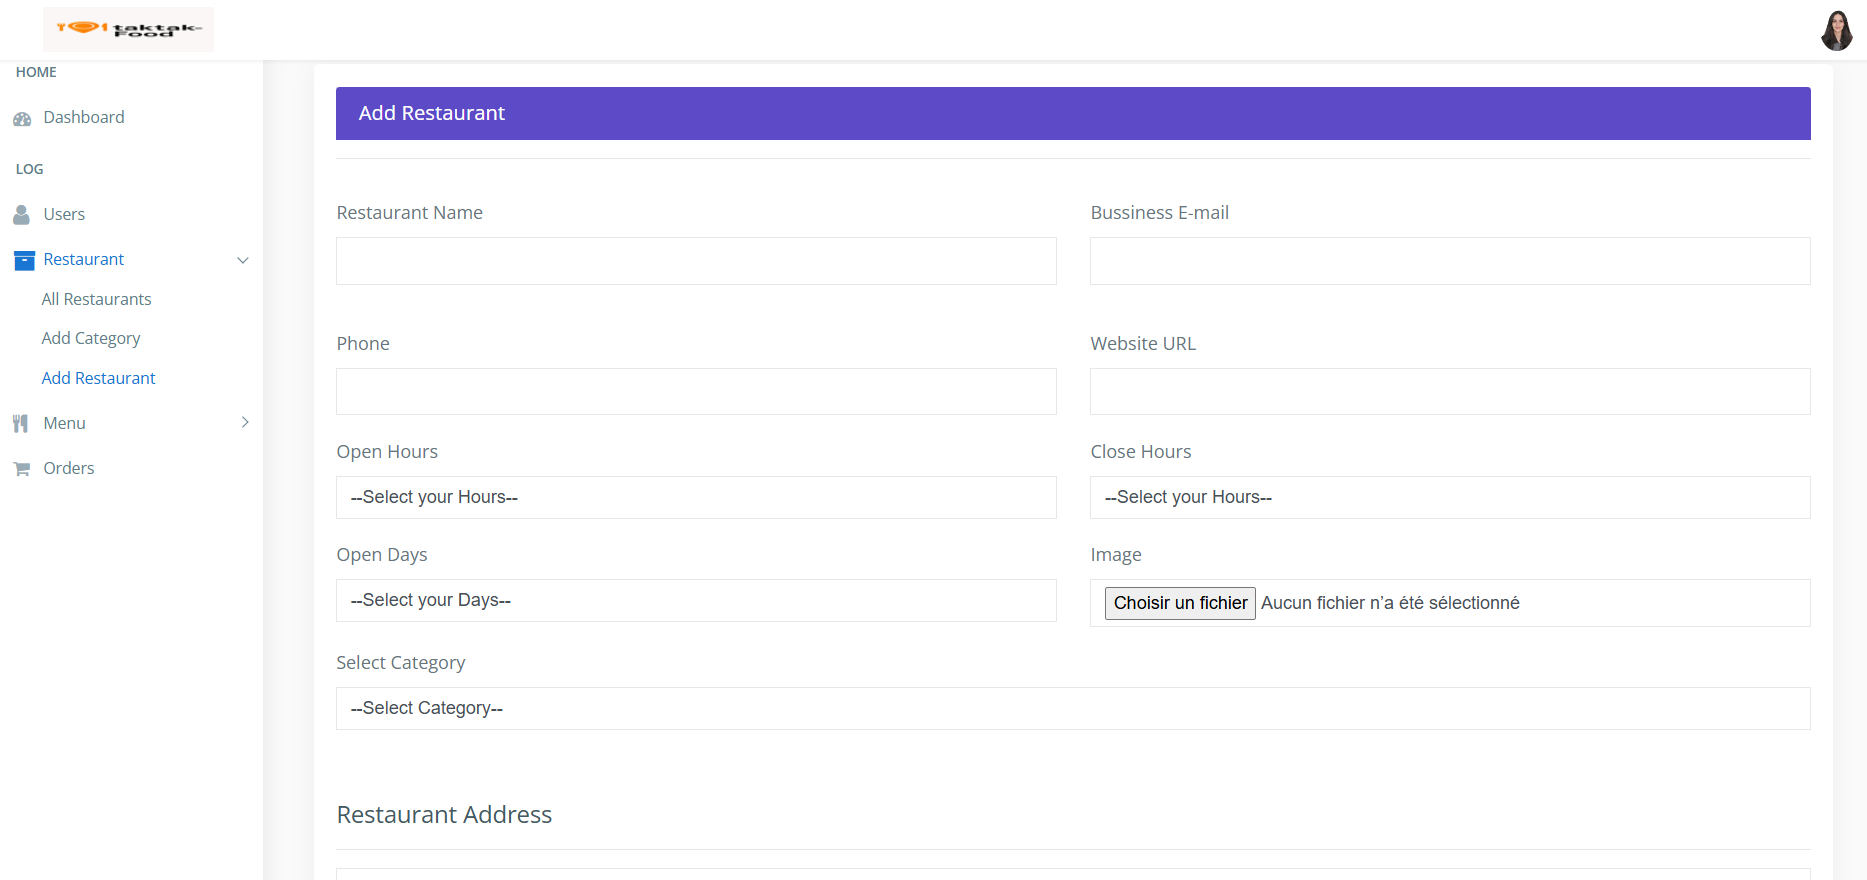 taktak-
Food
HOME
Dashboard
LOG
Users
Restaurant
All Restaurants
Add Category
Add Restaurant
Menu
Orders
Add Restaurant
Restaurant Name
Bussiness E-mail
Phone
Website URL
Open Hours
Close Hours
--Select your Hours--
--Select your Hours--
Open Days
Image
--Select your Days--
Choisir un fichier Aucun fichier n’a été sélectionné
Select Category
--Select Category--
Restaurant Address